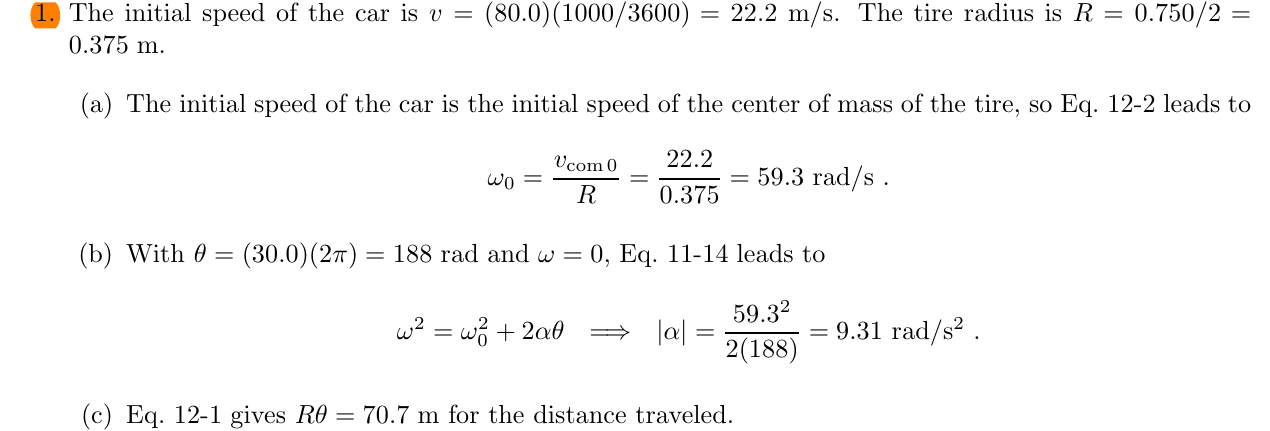 1. The initial speed of the car is v = (80.0)(1000/3600) = 22.2 m/s. The tire radius is R = 0.750/2 =
0.375 m.
(a) The initial speed of the car is the initial speed of the center of mass of the tire, so Eq. 12-2 leads to
ω₀ = v_com 0 / R = 22.2 / 0.375 = 59.3 rad/s .
(b) With θ = (30.0)(2π) = 188 rad and ω = 0, Eq. 11-14 leads to
ω² = ω₀² + 2αθ ⟹ |α| = 59.3² / 2(188) = 9.31 rad/s² .
(c) Eq. 12-1 gives Rθ = 70.7 m for the distance traveled.